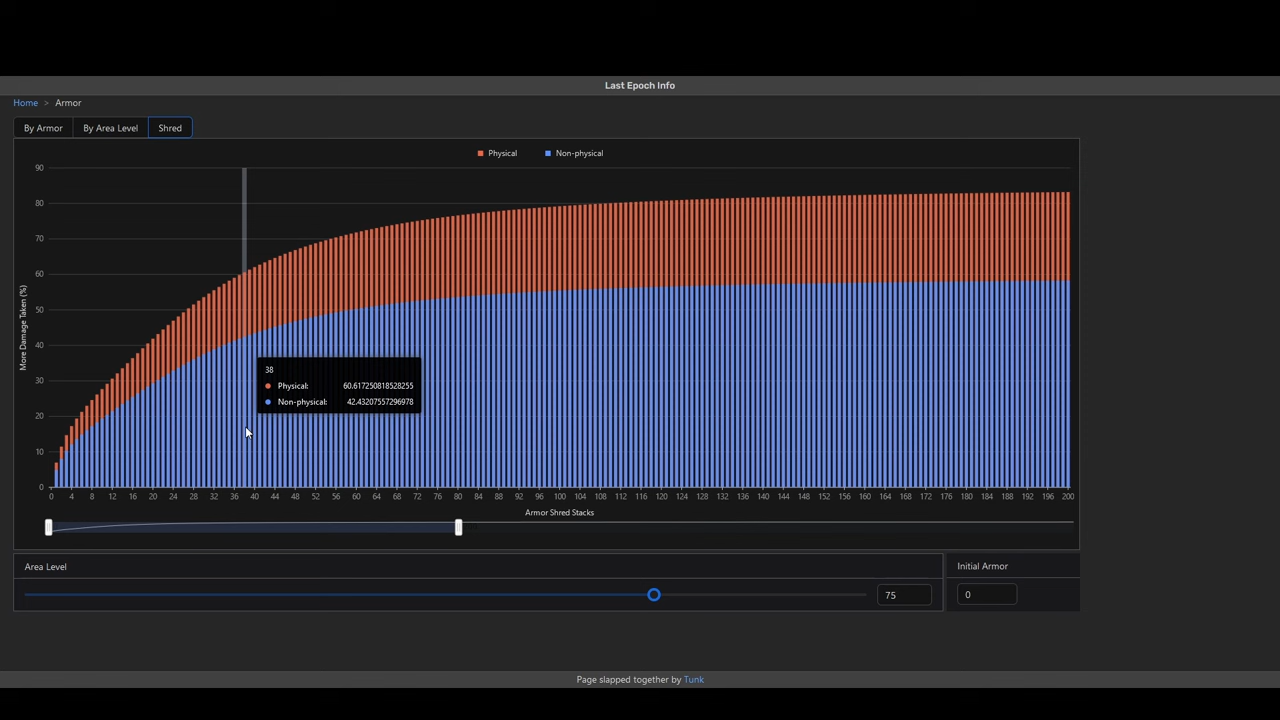 Last Epoch Info
Home > Armor
By Armor By Area Level Shred
Physical Non-physical
90
80
70
60
50
40
30
20
10
0
More Damage Taken (%)
38
Physical: 60.617250818528255
Non-physical: 42.43207557296978
0 4 8 12 16 20 24 28 32 36 40 44 48 52 56 60 64 68 72 76 80 84 88 92 96 100 104 108 112 116 120 124 128 132 136 140 144 148 152 156 160 164 168 172 176 180 184 188 192 196 200
Armor Shred Stacks
Area Level
75
Initial Armor
0
Page slapped together by Tunk